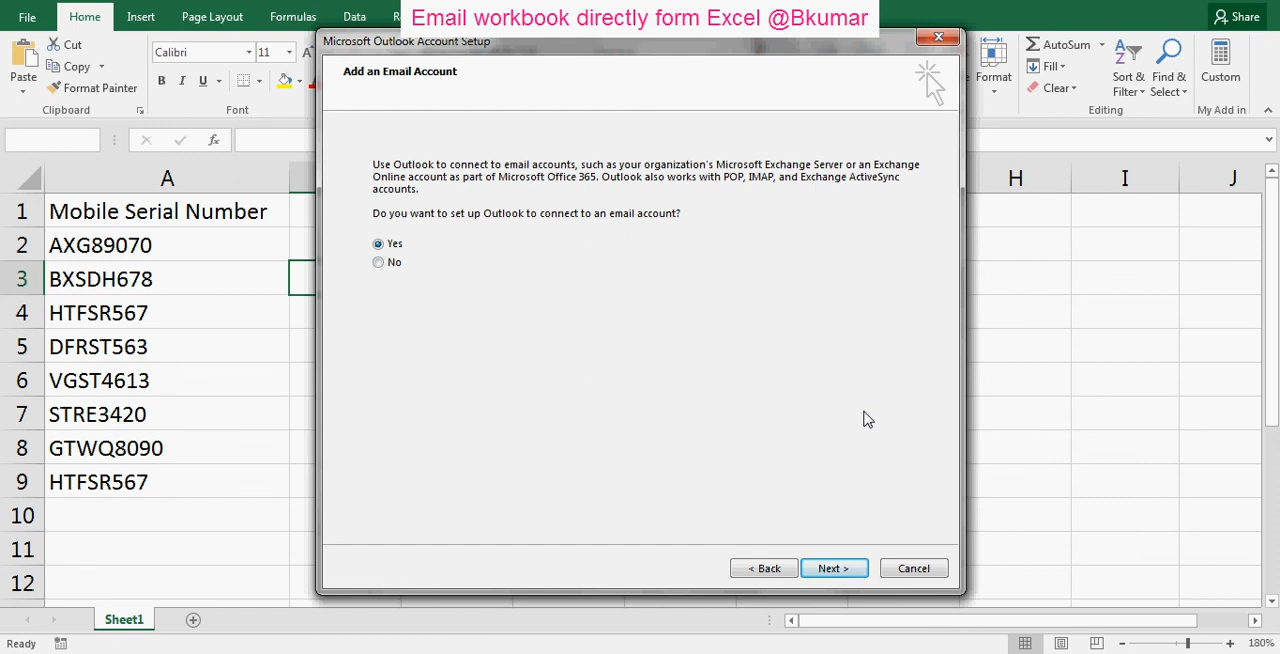 Email workbook directly form Excel @Bkumar
File
Home
Insert
Page Layout
Formulas
Data
Share
Microsoft Outlook Account Setup
Cut
Copy
Format Painter
Paste
Clipboard
Calibri
11
B I U
Font
Format
AutoSum
Fill
Clear
Sort &
Filter
Find &
Select
Editing
Custom
My Add in
fx
Add an Email Account
Use Outlook to connect to email accounts, such as your organization's Microsoft Exchange Server or an Exchange
Online account as part of Microsoft Office 365. Outlook also works with POP, IMAP, and Exchange ActiveSync
accounts.
Do you want to set up Outlook to connect to an email account?
Yes
No
< Back
Next >
Cancel
A H I J
1 Mobile Serial Number
2 AXG89070
3 BXSDH678
4 HTFSR567
5 DFRST563
6 VGST4613
7 STRE3420
8 GTWQ8090
9 HTFSR567
10
11
12
Sheet1
Ready
180%